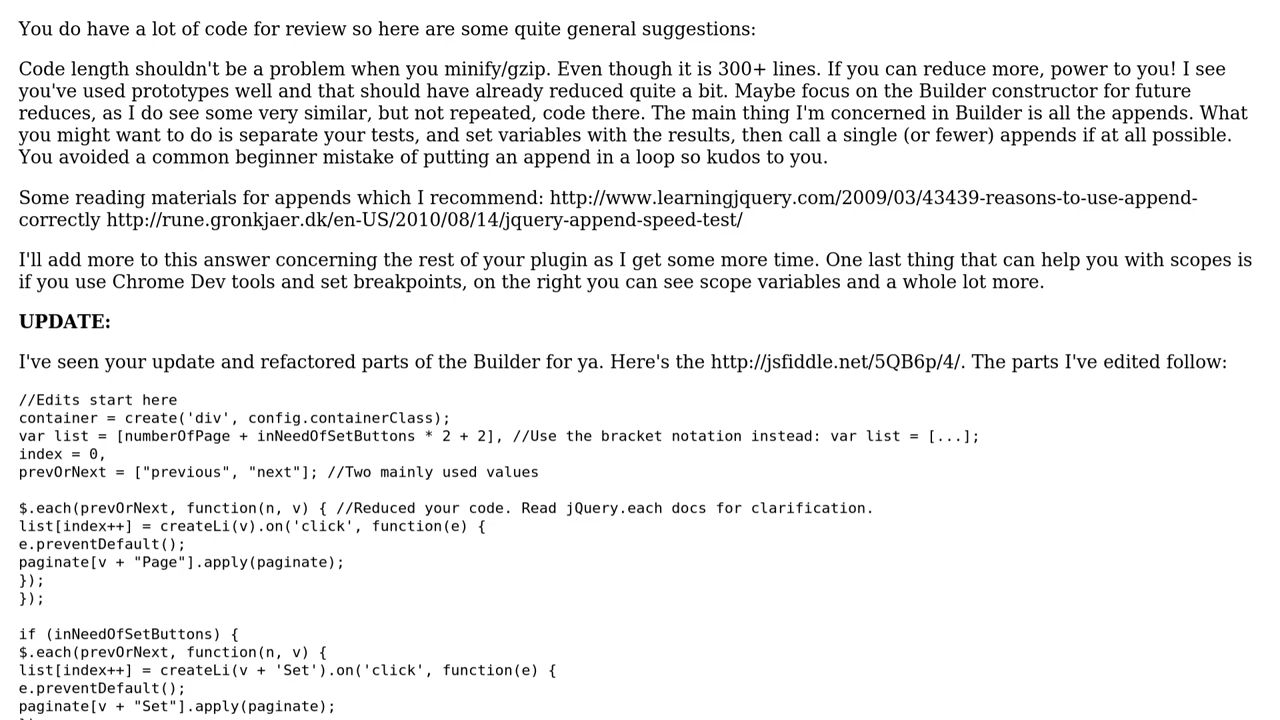 You do have a lot of code for review so here are some quite general suggestions:
Code length shouldn't be a problem when you minify/gzip. Even though it is 300+ lines. If you can reduce more, power to you! I see
you've used prototypes well and that should have already reduced quite a bit. Maybe focus on the Builder constructor for future
reduces, as I do see some very similar, but not repeated, code there. The main thing I'm concerned in Builder is all the appends. What
you might want to do is separate your tests, and set variables with the results, then call a single (or fewer) appends if at all possible.
You avoided a common beginner mistake of putting an append in a loop so kudos to you.
Some reading materials for appends which I recommend: http://www.learningjquery.com/2009/03/43439-reasons-to-use-append-
correctly http://rune.gronkjaer.dk/en-US/2010/08/14/jquery-append-speed-test/
I'll add more to this answer concerning the rest of your plugin as I get some more time. One last thing that can help you with scopes is
if you use Chrome Dev tools and set breakpoints, on the right you can see scope variables and a whole lot more.
UPDATE:
I've seen your update and refactored parts of the Builder for ya. Here's the http://jsfiddle.net/5QB6p/4/. The parts I've edited follow:
//Edits start here
container = create('div', config.containerClass);
var list = [numberOfPage + inNeedOfSetButtons * 2 + 2], //Use the bracket notation instead: var list = [...];
index = 0,
prevOrNext = ["previous", "next"]; //Two mainly used values
$.each(prevOrNext, function(n, v) { //Reduced your code. Read jQuery.each docs for clarification.
list[index++] = createLi(v).on('click', function(e) {
e.preventDefault();
paginate[v + "Page"].apply(paginate);
});
});
if (inNeedOfSetButtons) {
$.each(prevOrNext, function(n, v) {
list[index++] = createLi(v + 'Set').on('click', function(e) {
e.preventDefault();
paginate[v + "Set"].apply(paginate);